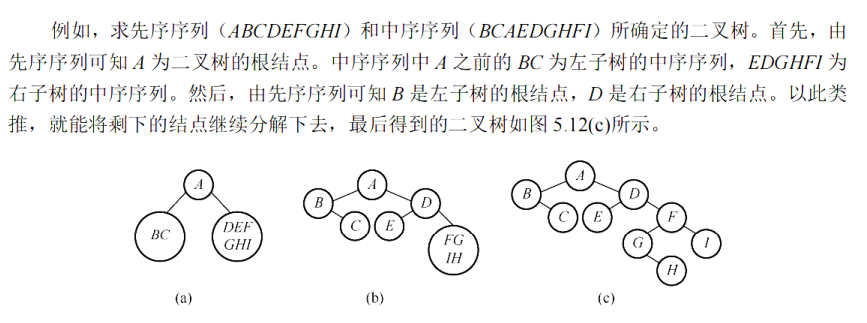 例如，求先序序列（ABCDEFGHI）和中序序列（BCAEDGHFI）所确定的二叉树。首先，由
先序序列可知 A 为二叉树的根结点。中序序列中 A 之前的 BC 为左子树的中序序列，EDGHFI 为
右子树的中序序列。然后，由先序序列可知 B 是左子树的根结点，D 是右子树的根结点。以此类
推，就能将剩下的结点继续分解下去，最后得到的二叉树如图 5.12(c)所示。
A
BC
DEF
GHI
(a)
A
B
D
C
E
FG
IH
(b)
A
B
D
C
E
F
G
I
H
(c)